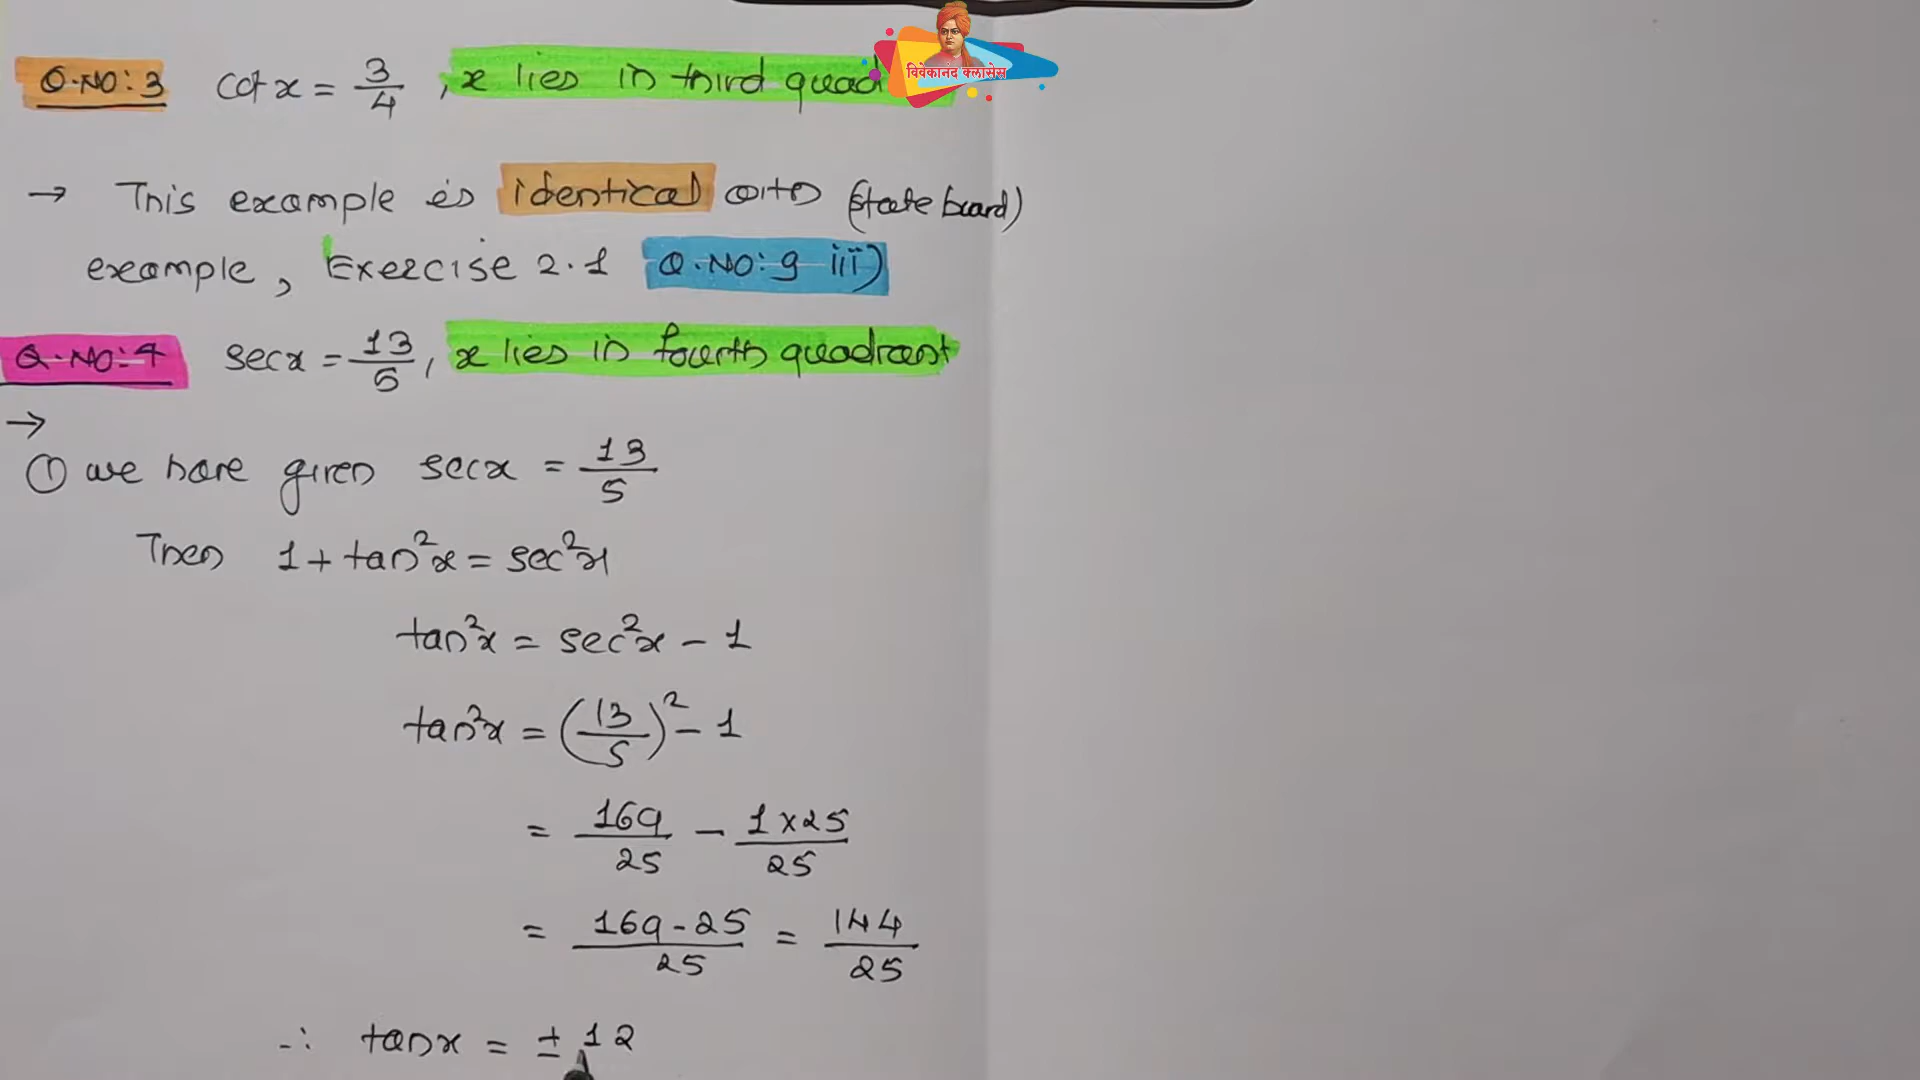 Q.NO:3 cot x = 3/4 , x lies in third quad
विवेकानंद क्लासेस
→ This example is identical with (State board)
example, Exercise 2.1 Q.NO:9 iii)
Q.NO:4 sec x = 13/5 , x lies in fourth quadrant
→
① we have given sec x = 13/5
Then 1 + tan²x = sec²x
tan²x = sec²x - 1
tan²x = (13/5)² - 1
= 169/25 - 1×25/25
= 169-25/25 = 144/25
∴ tan x = ± 12